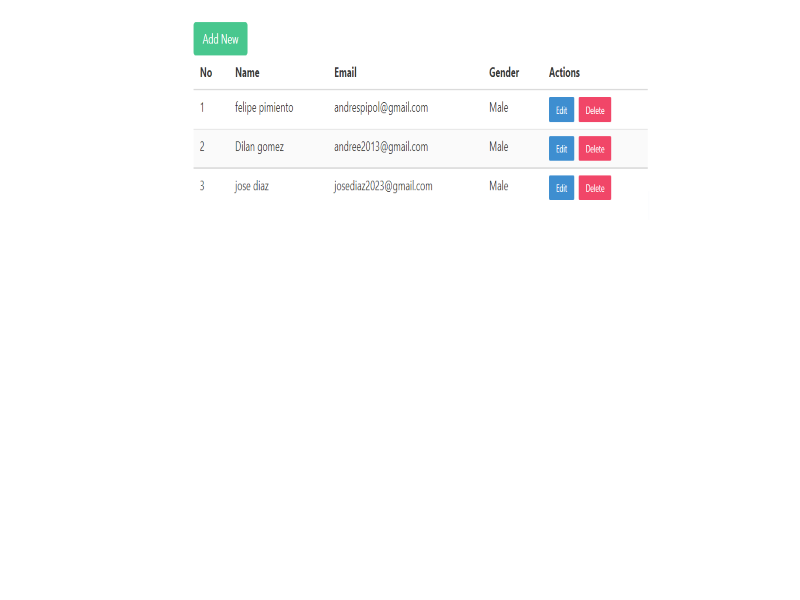 Add New
No Name Email Gender Actions
1 felipe pimiento andrespipol@gmail.com Male Edit Delete
2 Dilan gomez andree2013@gmail.com Male Edit Delete
3 jose diaz josediaz2023@gmail.com Male Edit Delete